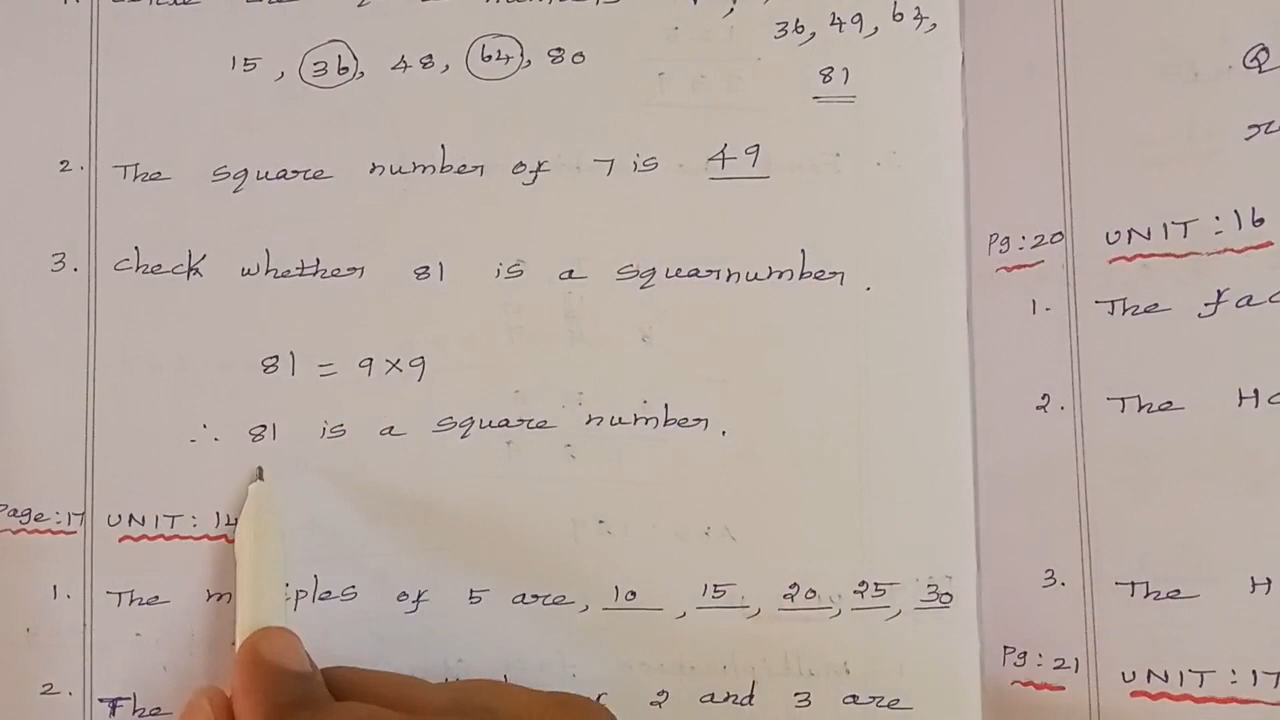 36, 49, 64,
15, 36, 48, 64, 80
81
2. The square number of 7 is 49
3. Check whether 81 is a squarnumber.
81 = 9×9
∴ 81 is a square number.
Page:17 UNIT: 14
1. The m iples of 5 are, 10, 15, 20, 25, 30
2. The 2 and 3 are
Q
Pg:20 UNIT:16
1. The fac
2. The HC
3. The H
Pg:21 UNIT:17